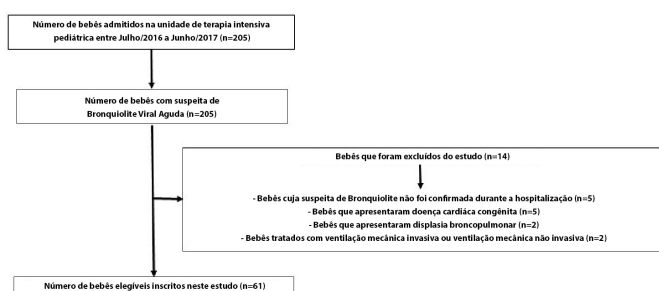 Número de bebês admitidos na unidade de terapia intensiva
pediátrica entre Julho/2016 a Junho/2017 (n=205)
Número de bebês com suspeita de
Bronquiolite Viral Aguda (n=205)
Bebês que foram excluídos do estudo (n=14)
- Bebês cuja suspeita de Bronquiolite não foi confirmada durante a hospitalização (n=5)
- Bebês que apresentaram doença cardiáca congênita (n=5)
- Bebês que apresentaram displasia broncopulmonar (n=2)
- Bebês tratados com ventilação mecânica invasiva ou ventilação mecânica não invasiva (n=2)
Número de bebês elegíveis inscritos neste estudo (n=61)